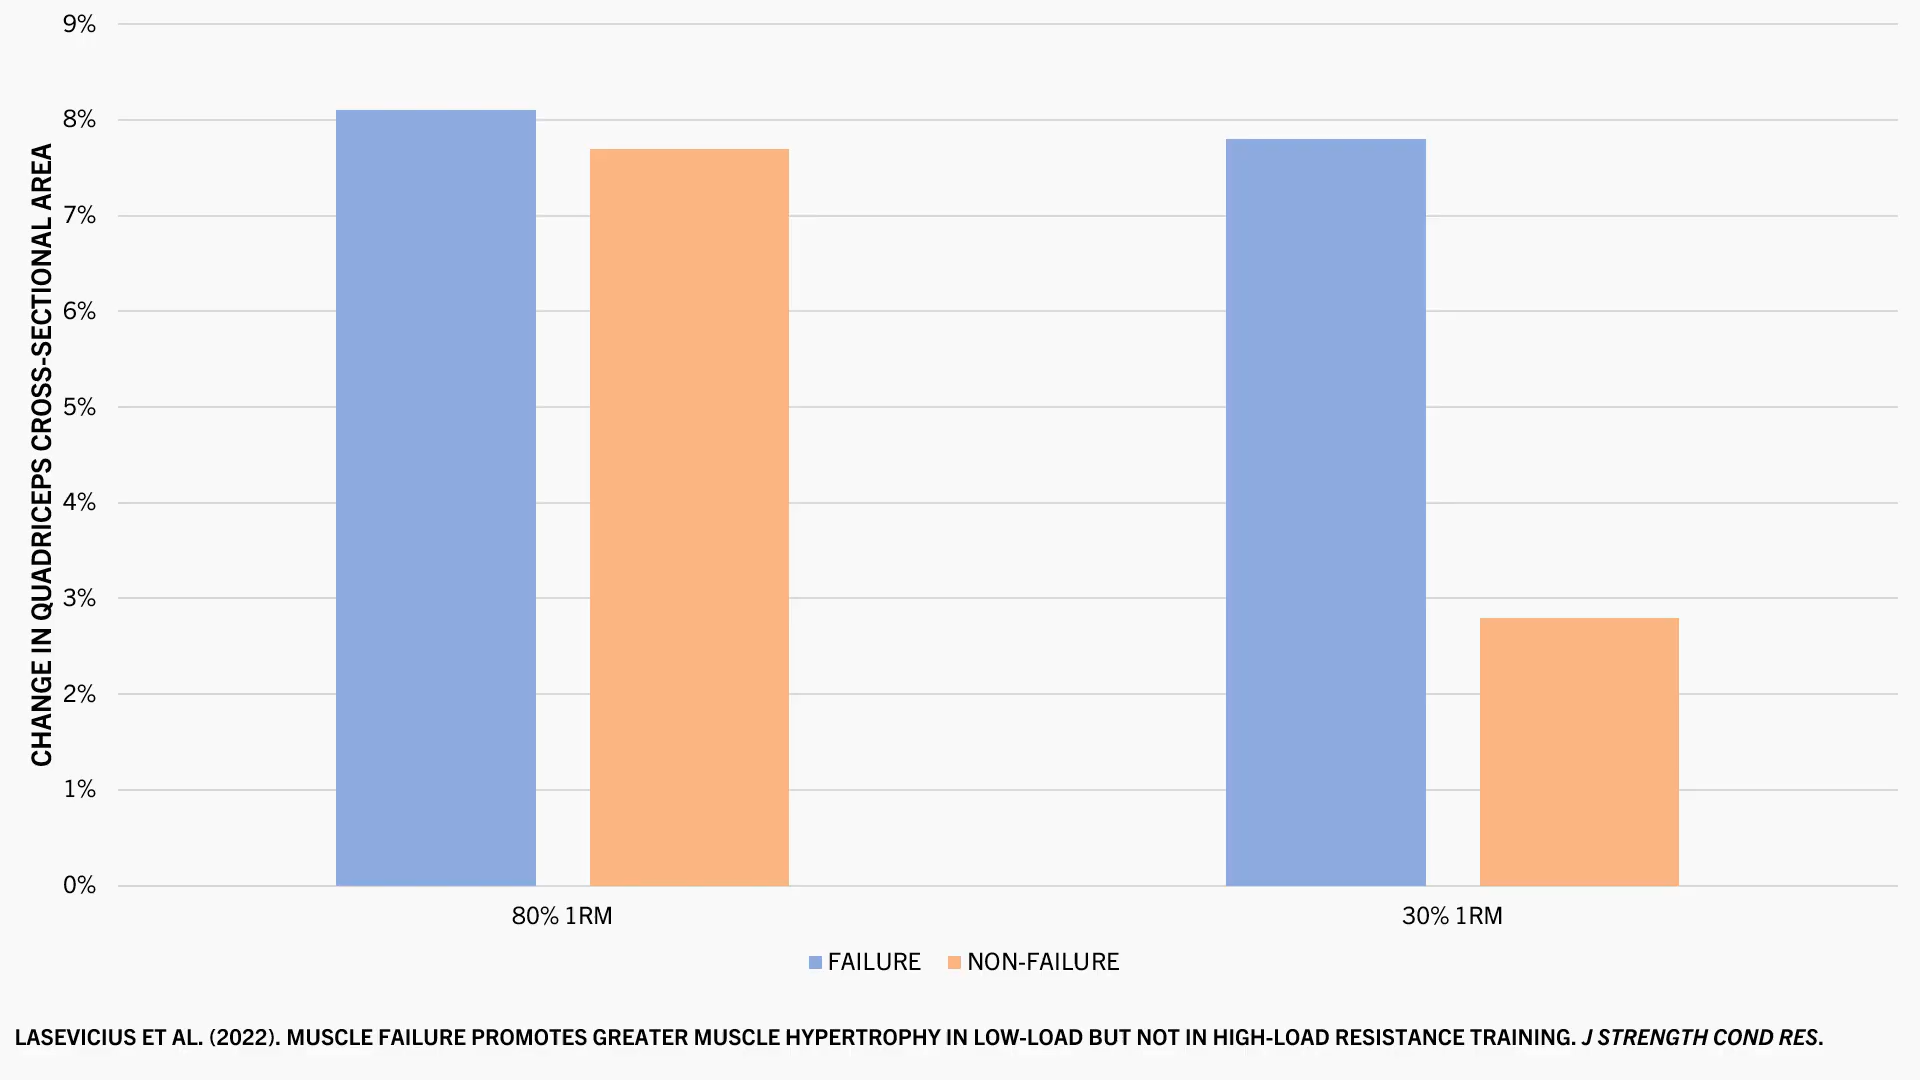 9%
8%
7%
6%
5%
4%
3%
2%
1%
0%
CHANGE IN QUADRICEPS CROSS-SECTIONAL AREA
80% 1RM
30% 1RM
FAILURE NON-FAILURE
LASEVICIUS ET AL. (2022). MUSCLE FAILURE PROMOTES GREATER MUSCLE HYPERTROPHY IN LOW-LOAD BUT NOT IN HIGH-LOAD RESISTANCE TRAINING. J STRENGTH COND RES.